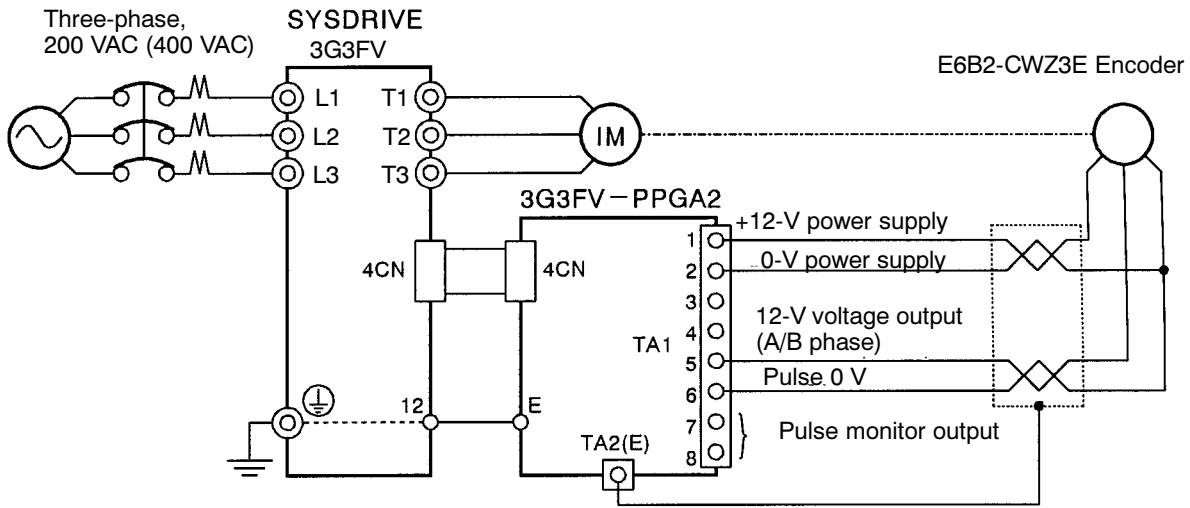 Three-phase,
200 VAC (400 VAC)
SYSDRIVE
3G3FV
E6B2-CWZ3E Encoder
L1
T1
L2
T2
IM
L3
T3
3G3FV-PPGA2
+12-V power supply
1
4CN
4CN
0-V power supply
2
3
12-V voltage output
4
(A/B phase)
TA1
5
Pulse 0 V
6
12
E
7
Pulse monitor output
TA2(E)
8